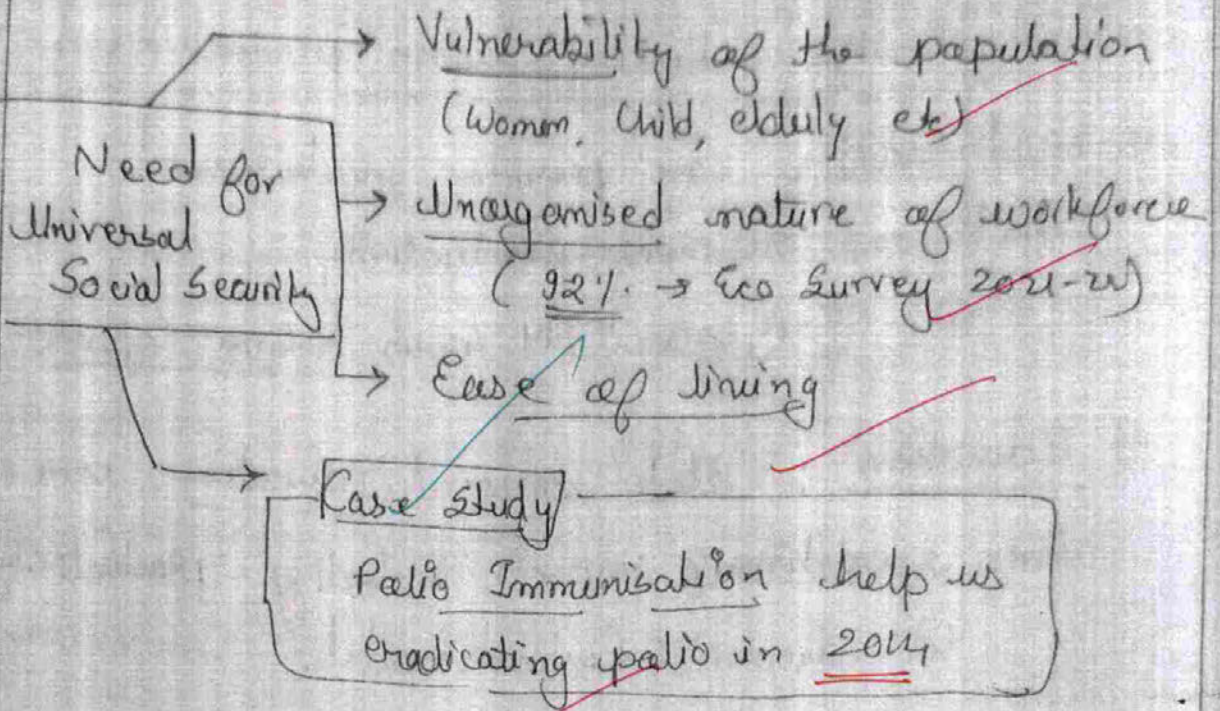 Vulnerability of the population
(Women, Child, elderly etc)
Need for
Universal
Social Security
Unorganised nature of workforce
(92%. → Eco Survey 2021-22)
Ease of living
Case Study
Polio Immunisation help us
eradicating polio in 2014